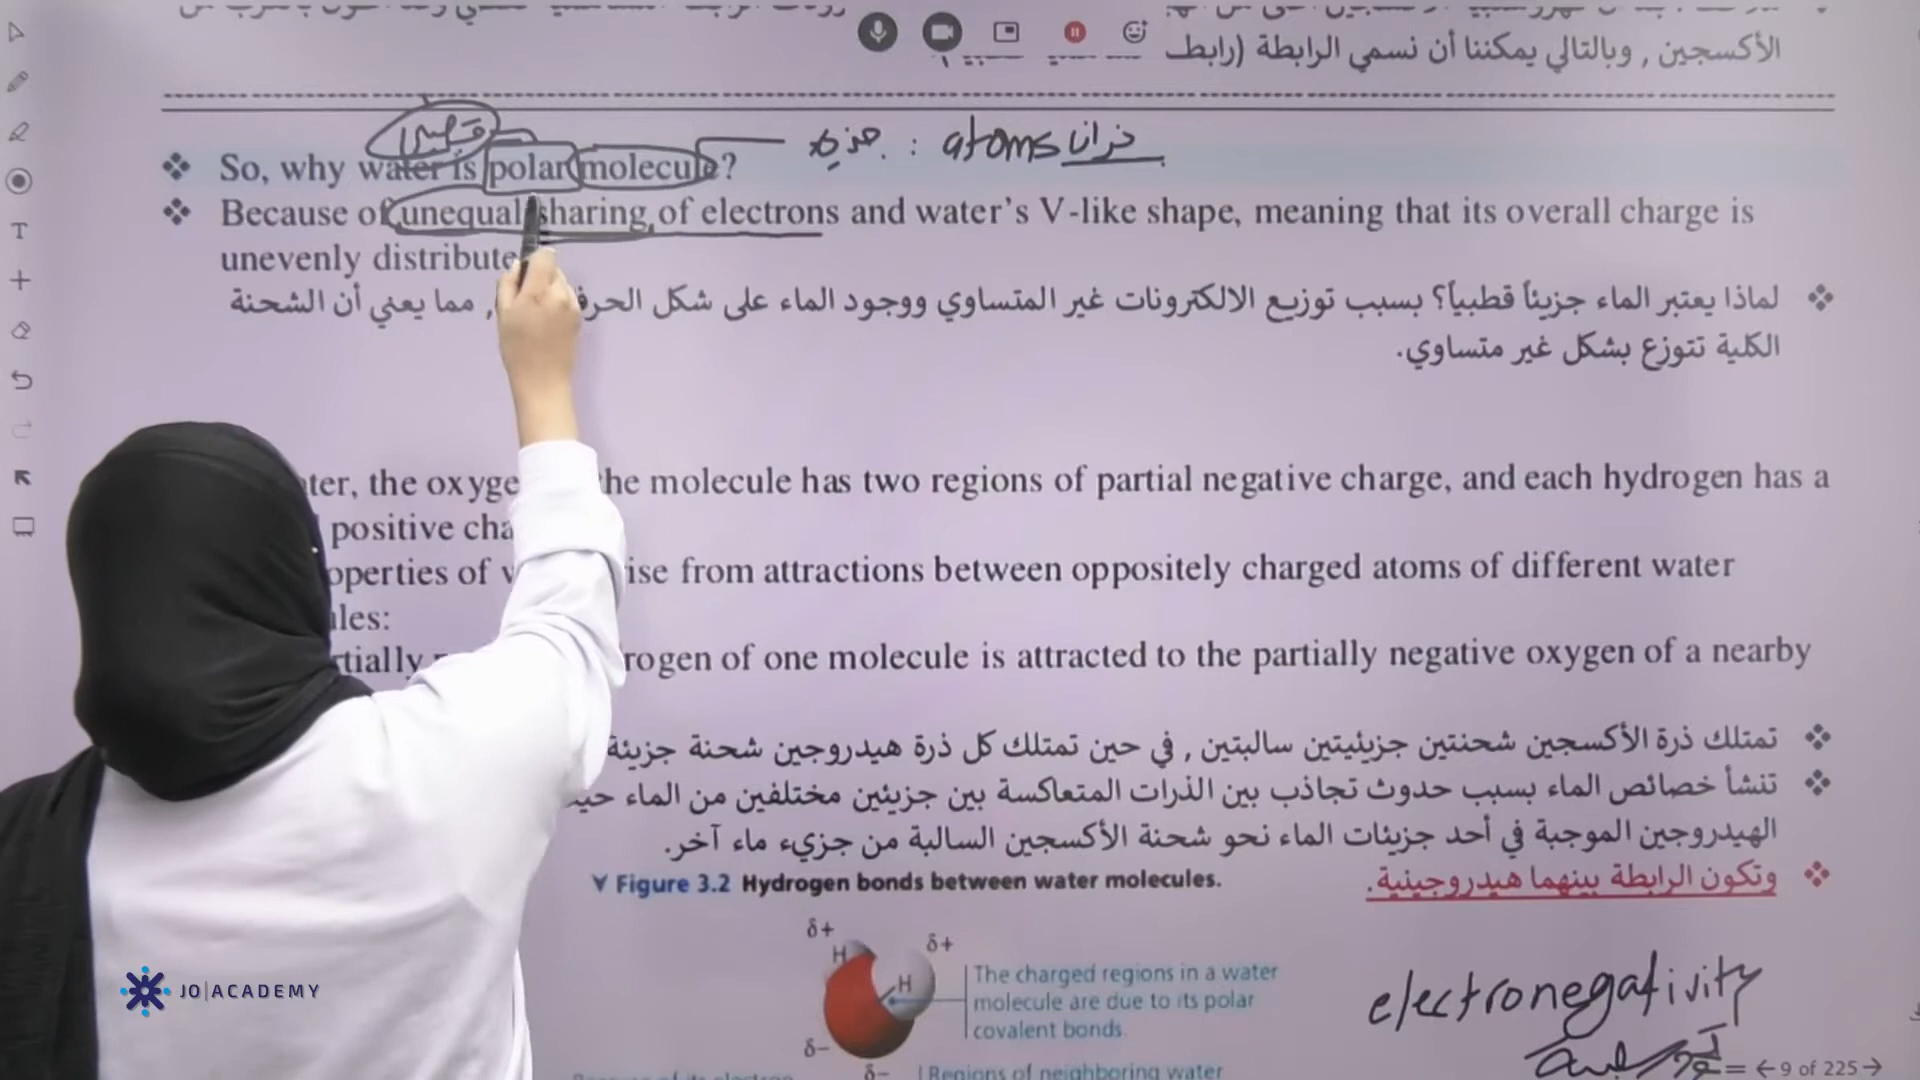 الأكسجين , وبالتالي يمكننا أن نسمي الرابطة (رابط
قطبي
جزيء : atoms ذرات
So, why water is polar molecule?
Because of unequal sharing of electrons and water's V-like shape, meaning that its overall charge is
unevenly distribute
لماذا يعتبر الماء جزيئاً قطبياً؟ بسبب توزيع الالكترونات غير المتساوي ووجود الماء على شكل الحرف , مما يعني أن الشحنة
الكلية تتوزع بشكل غير متساوي.
ter, the oxyge he molecule has two regions of partial negative charge, and each hydrogen has a
positive cha
operties of w ise from attractions between oppositely charged atoms of different water
les:
rtially rogen of one molecule is attracted to the partially negative oxygen of a nearby
تمتلك ذرة الأكسجين شحنتين جزيئيتين سالبتين , في حين تمتلك كل ذرة هيدروجين شحنة جزيئة
تنشأ خصائص الماء بسبب حدوث تجاذب بين الذرات المتعاكسة بين جزيئين مختلفين من الماء حيث
الهيدروجين الموجبة في أحد جزيئات الماء نحو شحنة الأكسجين السالبة من جزيء ماء آخر.
وتكون الرابطة بينهما هيدروجينية.
Figure 3.2 Hydrogen bonds between water molecules.
δ+
δ+
H
H
The charged regions in a water
molecule are due to its polar
covalent bonds.
δ−
δ−
Regions of neighboring water
electronegativity
JO|ACADEMY
9 of 225